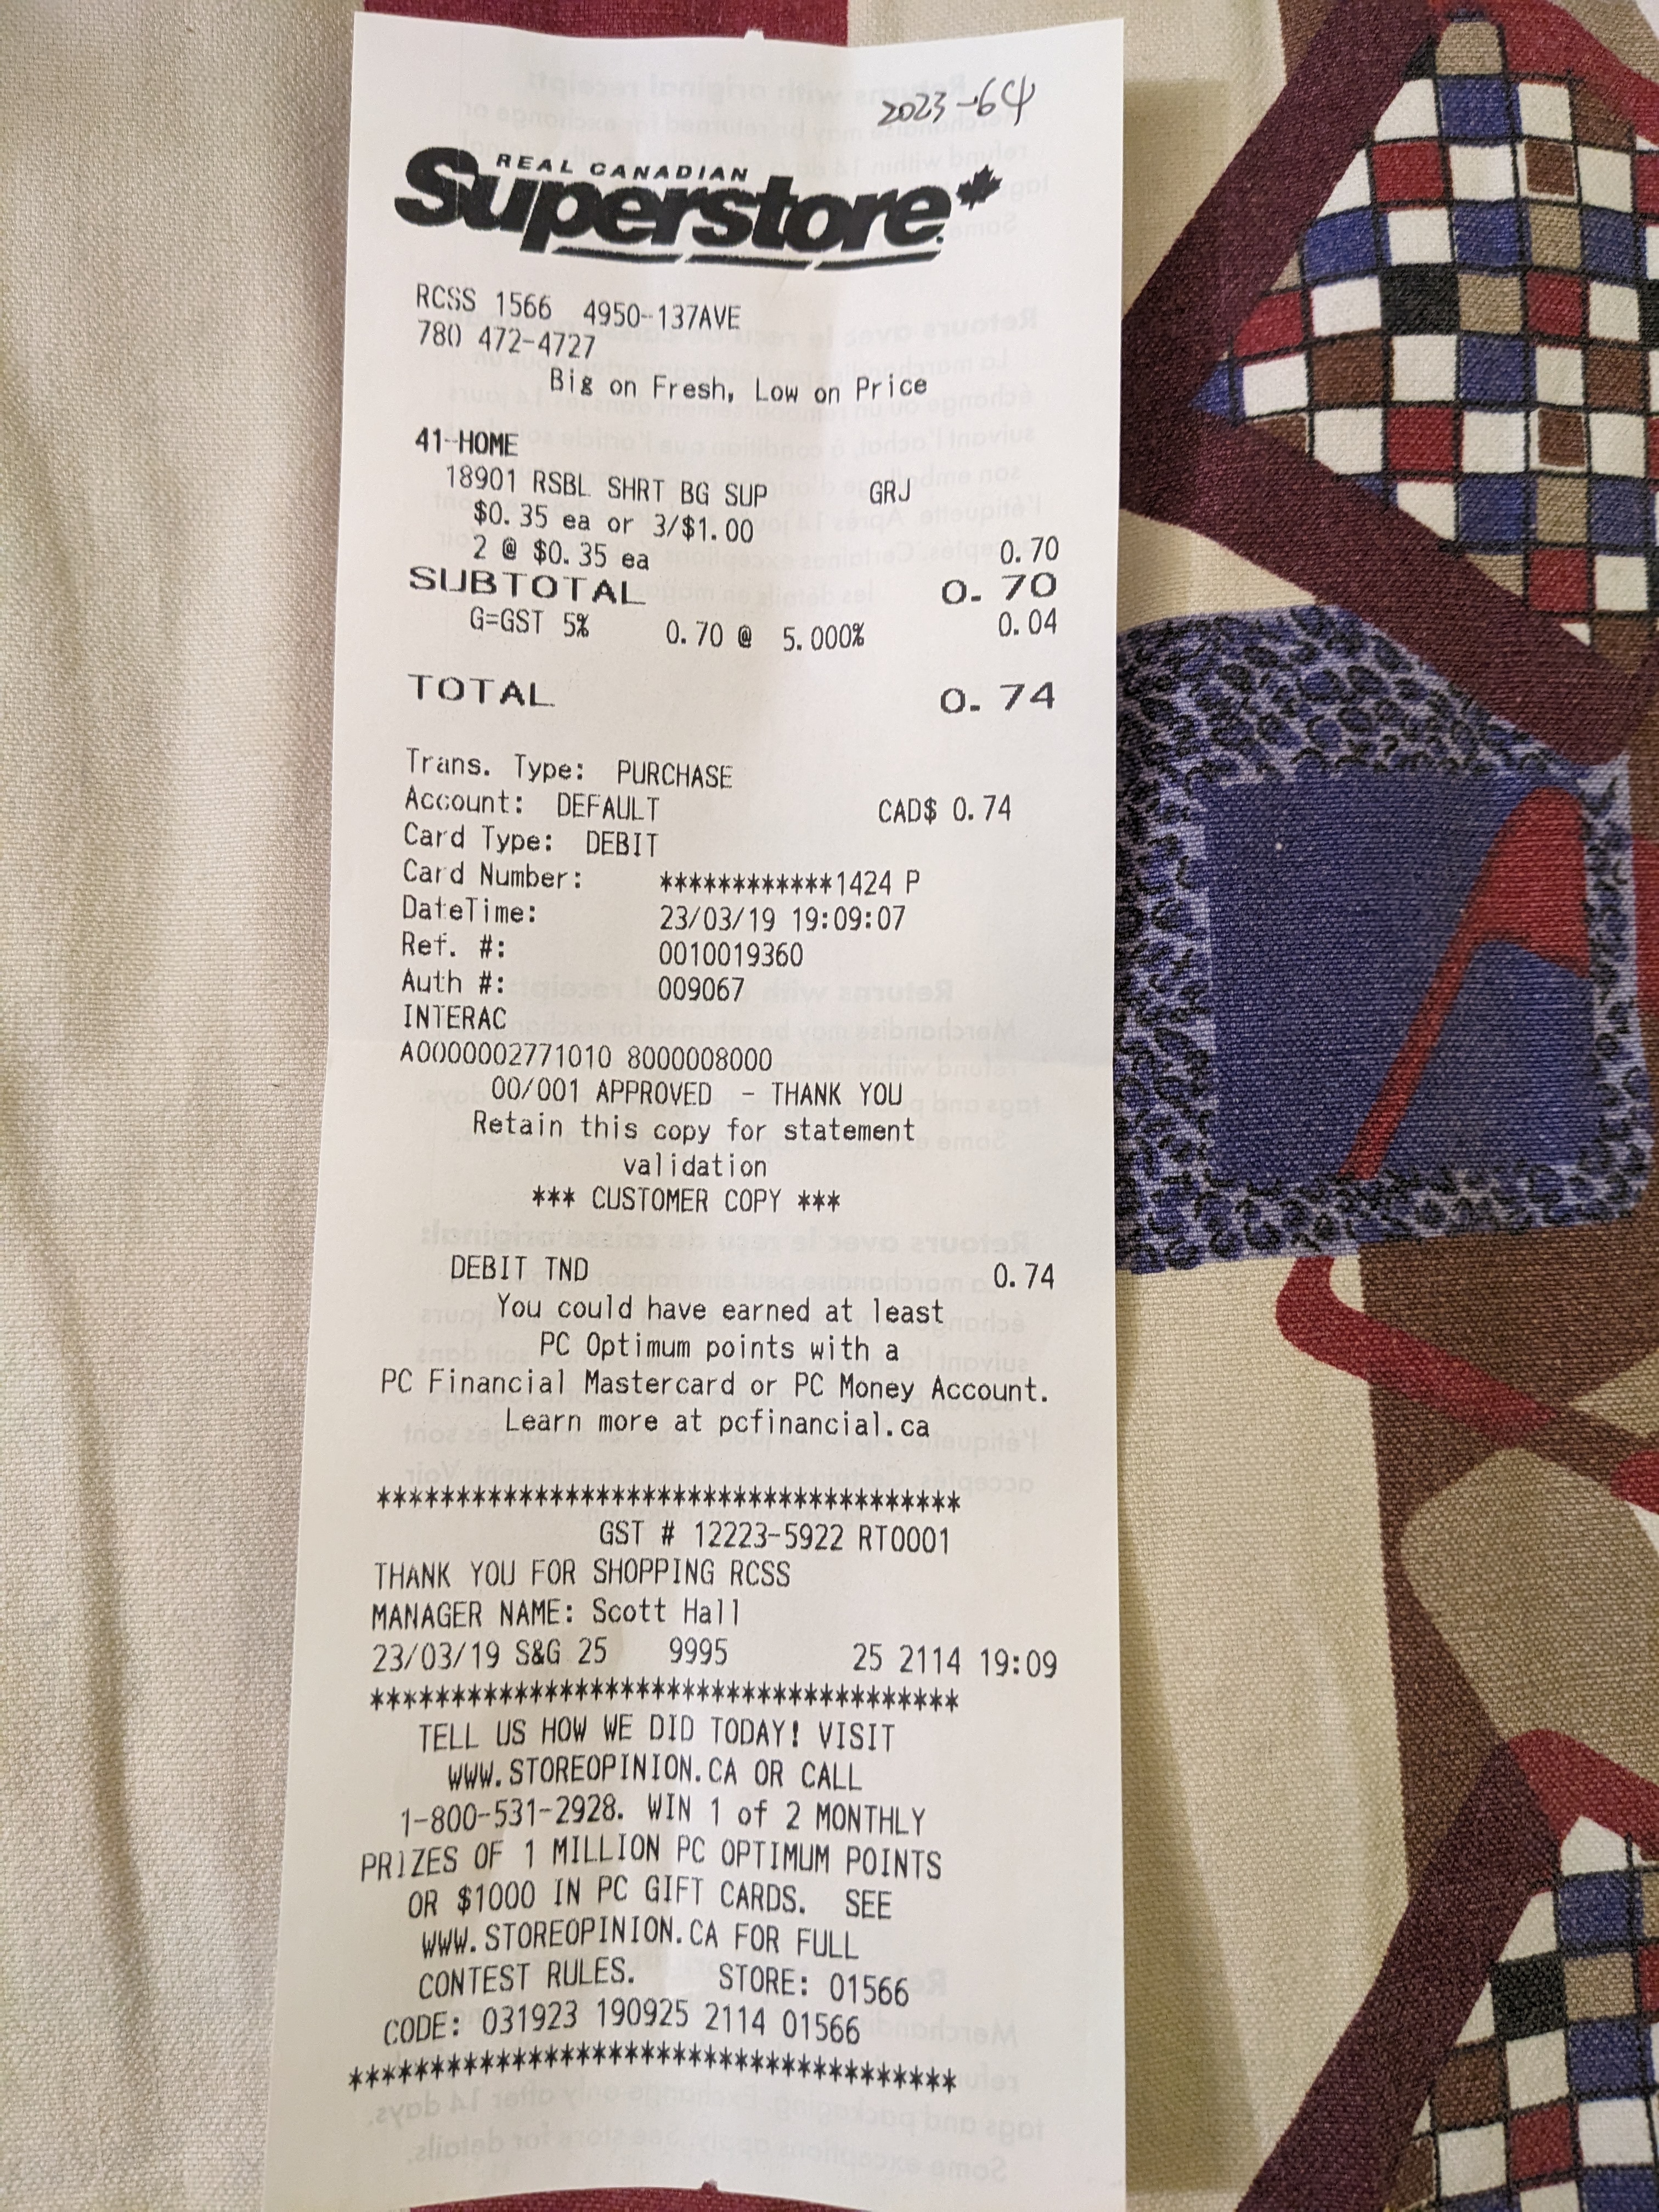 2023-64
REAL CANADIAN
Superstore
RCSS 1566 4950-137AVE
780 472-4727
Big on Fresh, Low on Price
41-HOME
18901 RSBL SHRT BG SUP GRJ
$0.35 ea or 3/$1.00
2 @ $0.35 ea 0.70
SUBTOTAL 0.70
G=GST 5% 0.70 @ 5.000% 0.04
TOTAL 0.74
Trans. Type: PURCHASE
Account: DEFAULT CAD$ 0.74
Card Type: DEBIT
Card Number: ************1424 P
DateTime: 23/03/19 19:09:07
Ref. #: 0010019360
Auth #: 009067
INTERAC
A0000002771010 8000008000
00/001 APPROVED - THANK YOU
Retain this copy for statement
validation
*** CUSTOMER COPY ***
DEBIT TND 0.74
You could have earned at least
PC Optimum points with a
PC Financial Mastercard or PC Money Account.
Learn more at pcfinancial.ca
*************************************
GST # 12223-5922 RT0001
THANK YOU FOR SHOPPING RCSS
MANAGER NAME: Scott Hall
23/03/19 S&G 25 9995 25 2114 19:09
*************************************
TELL US HOW WE DID TODAY! VISIT
WWW.STOREOPINION.CA OR CALL
1-800-531-2928. WIN 1 of 2 MONTHLY
PRIZES OF 1 MILLION PC OPTIMUM POINTS
OR $1000 IN PC GIFT CARDS. SEE
WWW.STOREOPINION.CA FOR FULL
CONTEST RULES. STORE: 01566
CODE: 031923 190925 2114 01566
*************************************